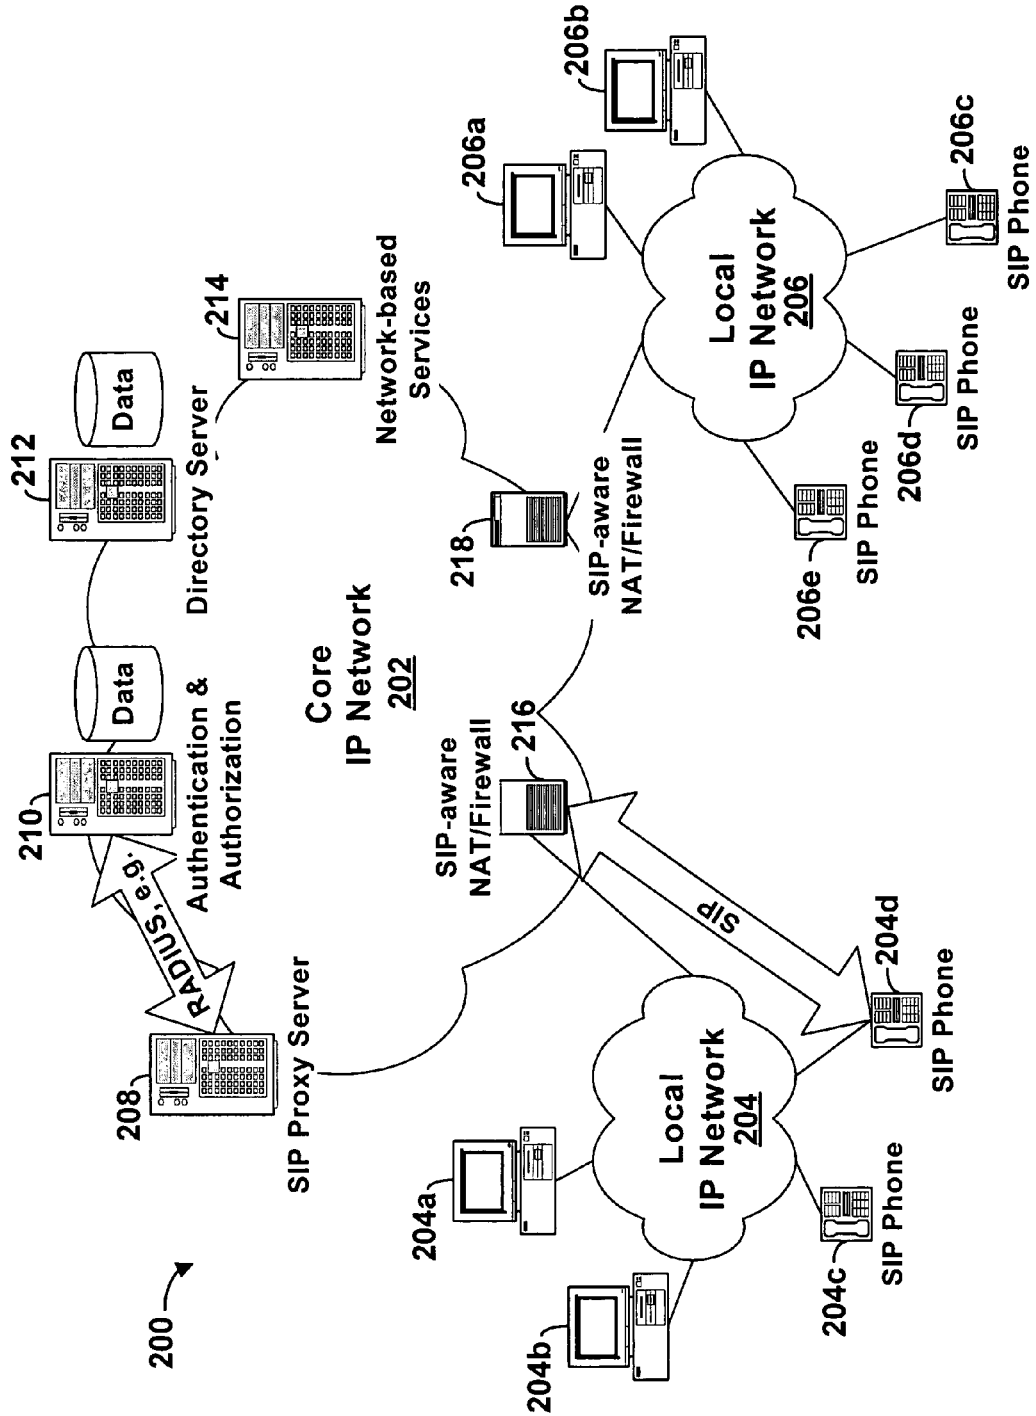 200
208
SIP Proxy Server
RADIUS, e.g.
210
Data
Authentication &
Authorization
212
Data
Directory Server
214
Network-based
Services
Core
IP Network
202
SIP-aware
NAT/Firewall
216
218
SIP-aware
NAT/Firewall
204a
204b
Local
IP Network
204
204c
SIP Phone
204d
SIP Phone
SIP
206a
206b
Local
IP Network
206
206c
SIP Phone
206d
SIP Phone
206e
SIP Phone